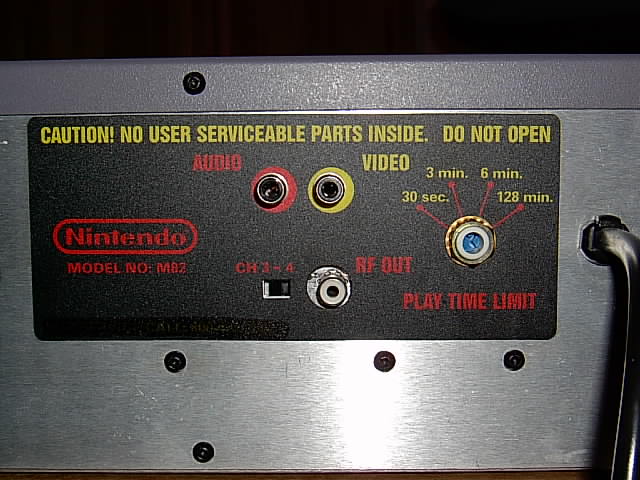 CAUTION! NO USER SERVICEABLE PARTS INSIDE. DO NOT OPEN
AUDIO VIDEO
3 min. 6 min.
30 sec. 128 min.
Nintendo
MODEL NO: M82
CH 3 - 4 RF OUT
PLAY TIME LIMIT